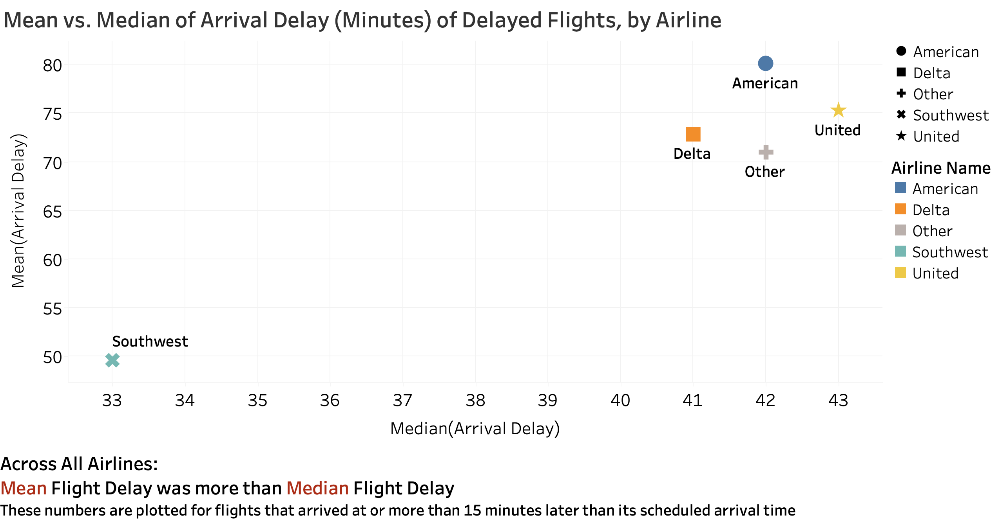 Mean vs. Median of Arrival Delay (Minutes) of Delayed Flights, by Airline
Mean(Arrival Delay)
80
75
70
65
60
55
50
American
United
Delta
Other
Southwest
33 34 35 36 37 38 39 40 41 42 43
Median(Arrival Delay)
American
Delta
Other
Southwest
United
Airline Name
American
Delta
Other
Southwest
United
Across All Airlines:
Mean Flight Delay was more than Median Flight Delay
These numbers are plotted for flights that arrived at or more than 15 minutes later than its scheduled arrival time